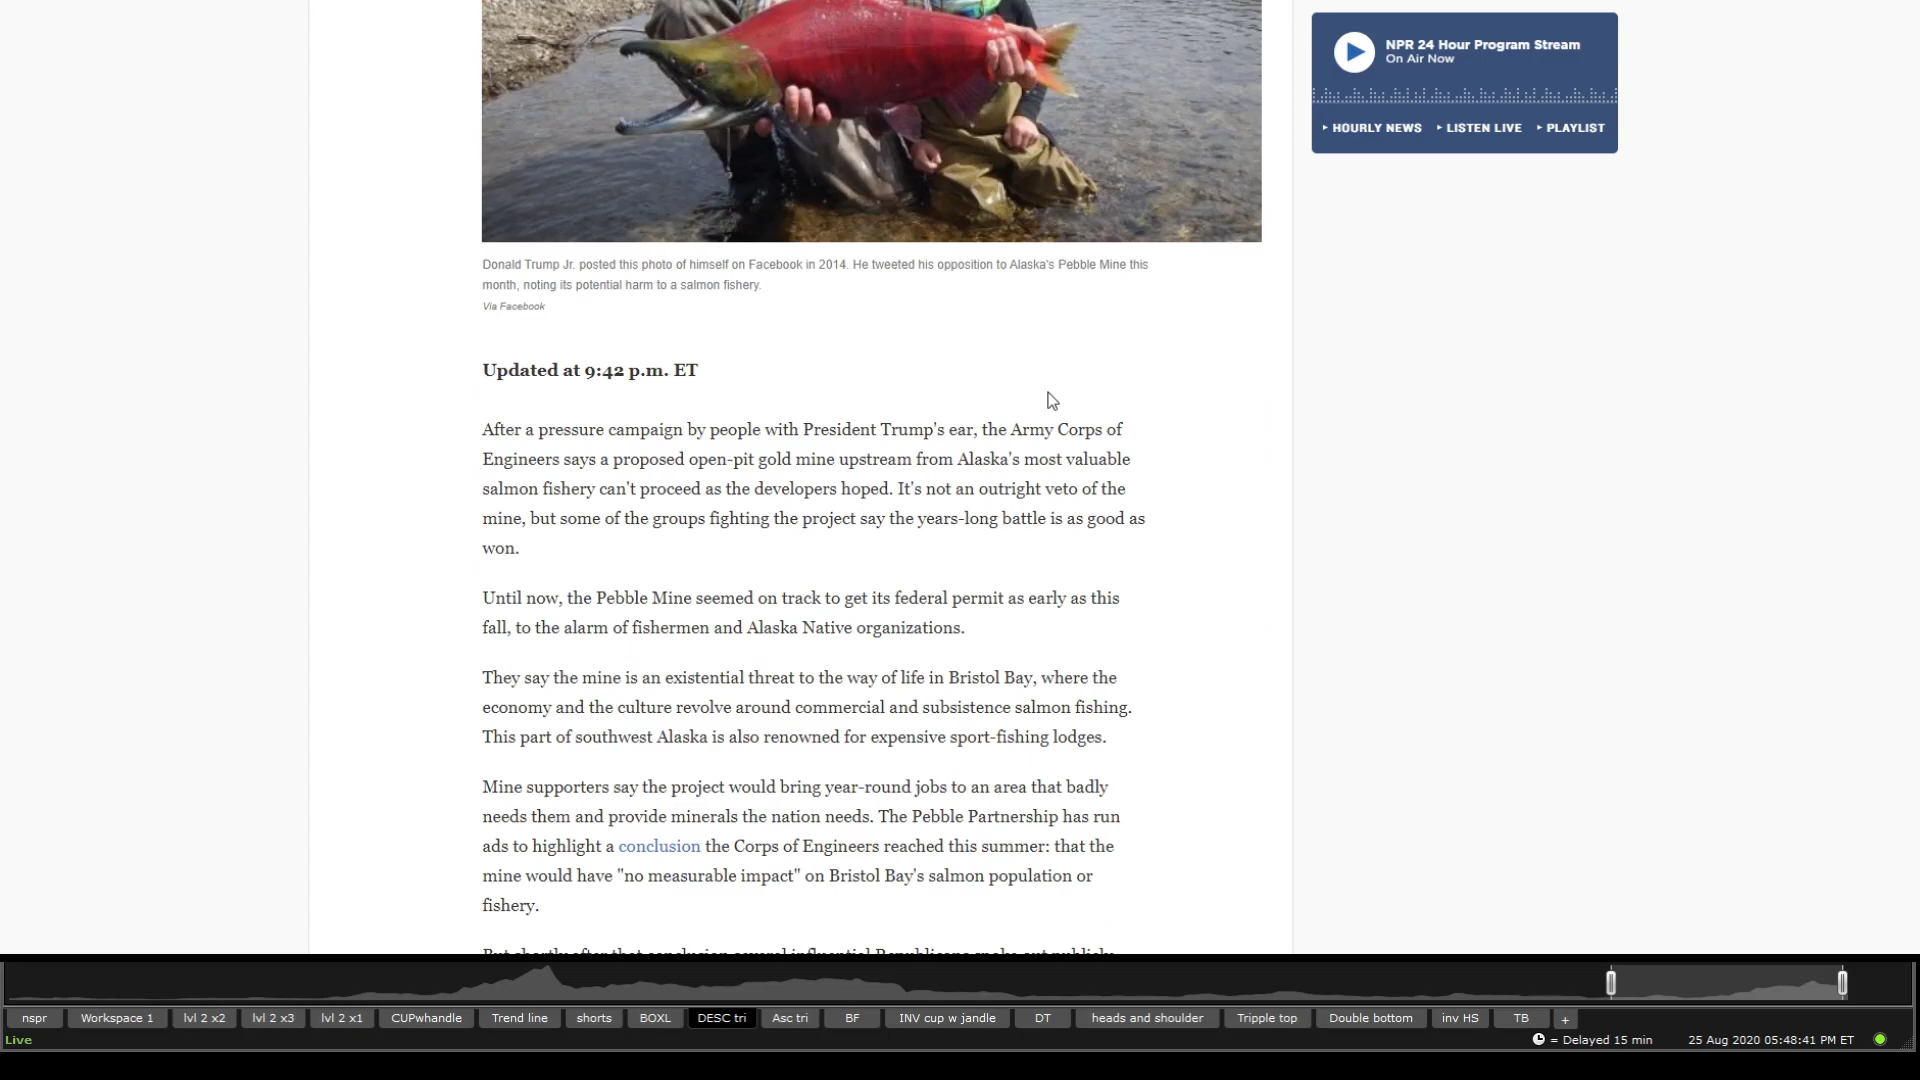 NPR 24 Hour Program Stream
On Air Now
HOURLY NEWS LISTEN LIVE PLAYLIST
Donald Trump Jr. posted this photo of himself on Facebook in 2014. He tweeted his opposition to Alaska's Pebble Mine this
month, noting its potential harm to a salmon fishery.
Via Facebook
Updated at 9:42 p.m. ET
After a pressure campaign by people with President Trump's ear, the Army Corps of
Engineers says a proposed open-pit gold mine upstream from Alaska's most valuable
salmon fishery can't proceed as the developers hoped. It's not an outright veto of the
mine, but some of the groups fighting the project say the years-long battle is as good as
won.
Until now, the Pebble Mine seemed on track to get its federal permit as early as this
fall, to the alarm of fishermen and Alaska Native organizations.
They say the mine is an existential threat to the way of life in Bristol Bay, where the
economy and the culture revolve around commercial and subsistence salmon fishing.
This part of southwest Alaska is also renowned for expensive sport-fishing lodges.
Mine supporters say the project would bring year-round jobs to an area that badly
needs them and provide minerals the nation needs. The Pebble Partnership has run
ads to highlight a conclusion the Corps of Engineers reached this summer: that the
mine would have "no measurable impact" on Bristol Bay's salmon population or
fishery.
But shortly after that conclusion several influential Republicans spoke out publicly
nspr Workspace 1 lvl 2 x2 lvl 2 x3 lvl 2 x1 CUPwhandle Trend line shorts BOXL DESC tri Asc tri BF INV cup w jandle DT heads and shoulder Tripple top Double bottom inv HS TB +
Live = Delayed 15 min 25 Aug 2020 05:48:41 PM ET